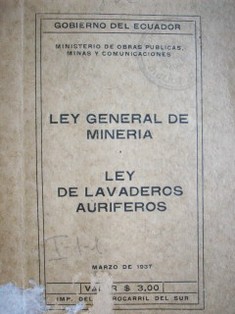 GOBIERNO DEL ECUADOR
MINISTERIO DE OBRAS PUBLICAS,
MINAS Y COMUNICACIONES
LEY GENERAL DE
MINERIA
LEY
DE LAVADEROS
AURIFEROS
MARZO DE 1937
VALOR $ 3,00
IMP. DEL FERROCARRIL DEL SUR